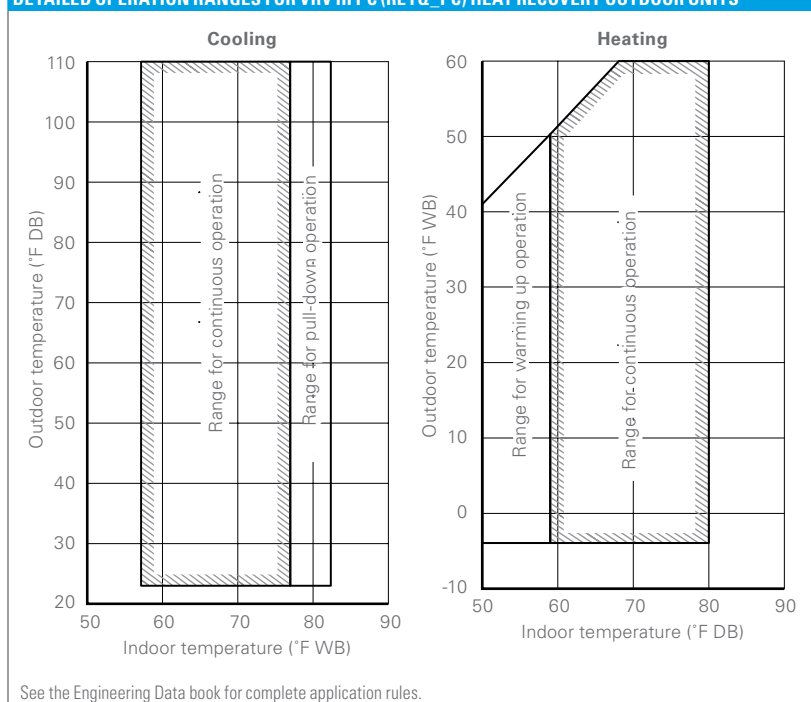 DETAILED OPERATION RANGES FOR VRV III PC (REYQ_PC) HEAT RECOVERY OUTDOOR UNITS
Cooling
110
100
90
80
70
60
50
40
30
20
50 60 70 80 90
Outdoor temperature (˚F DB)
Indoor temperature (˚F WB)
Range for continuous operation
Range for pull-down operation
Heating
60
50
40
30
20
10
0
-10
50 60 70 80 90
Outdoor temperature (˚F WB)
Indoor temperature (˚F DB)
Range for warming up operation
Range for continuous operation
See the Engineering Data book for complete application rules.